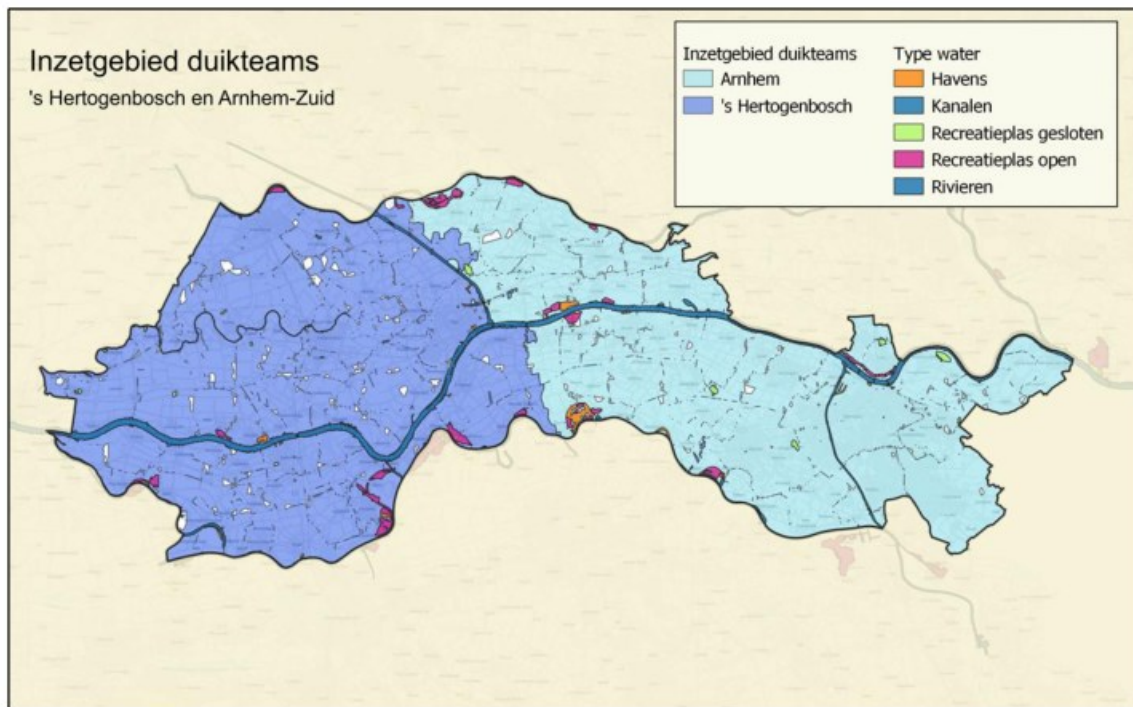 Inzetgebied duikteams
's Hertogenbosch en Arnhem-Zuid
Inzetgebied duikteams
Arnhem
's Hertogenbosch
Type water
Havens
Kanalen
Recreatieplas gesloten
Recreatieplas open
Rivieren